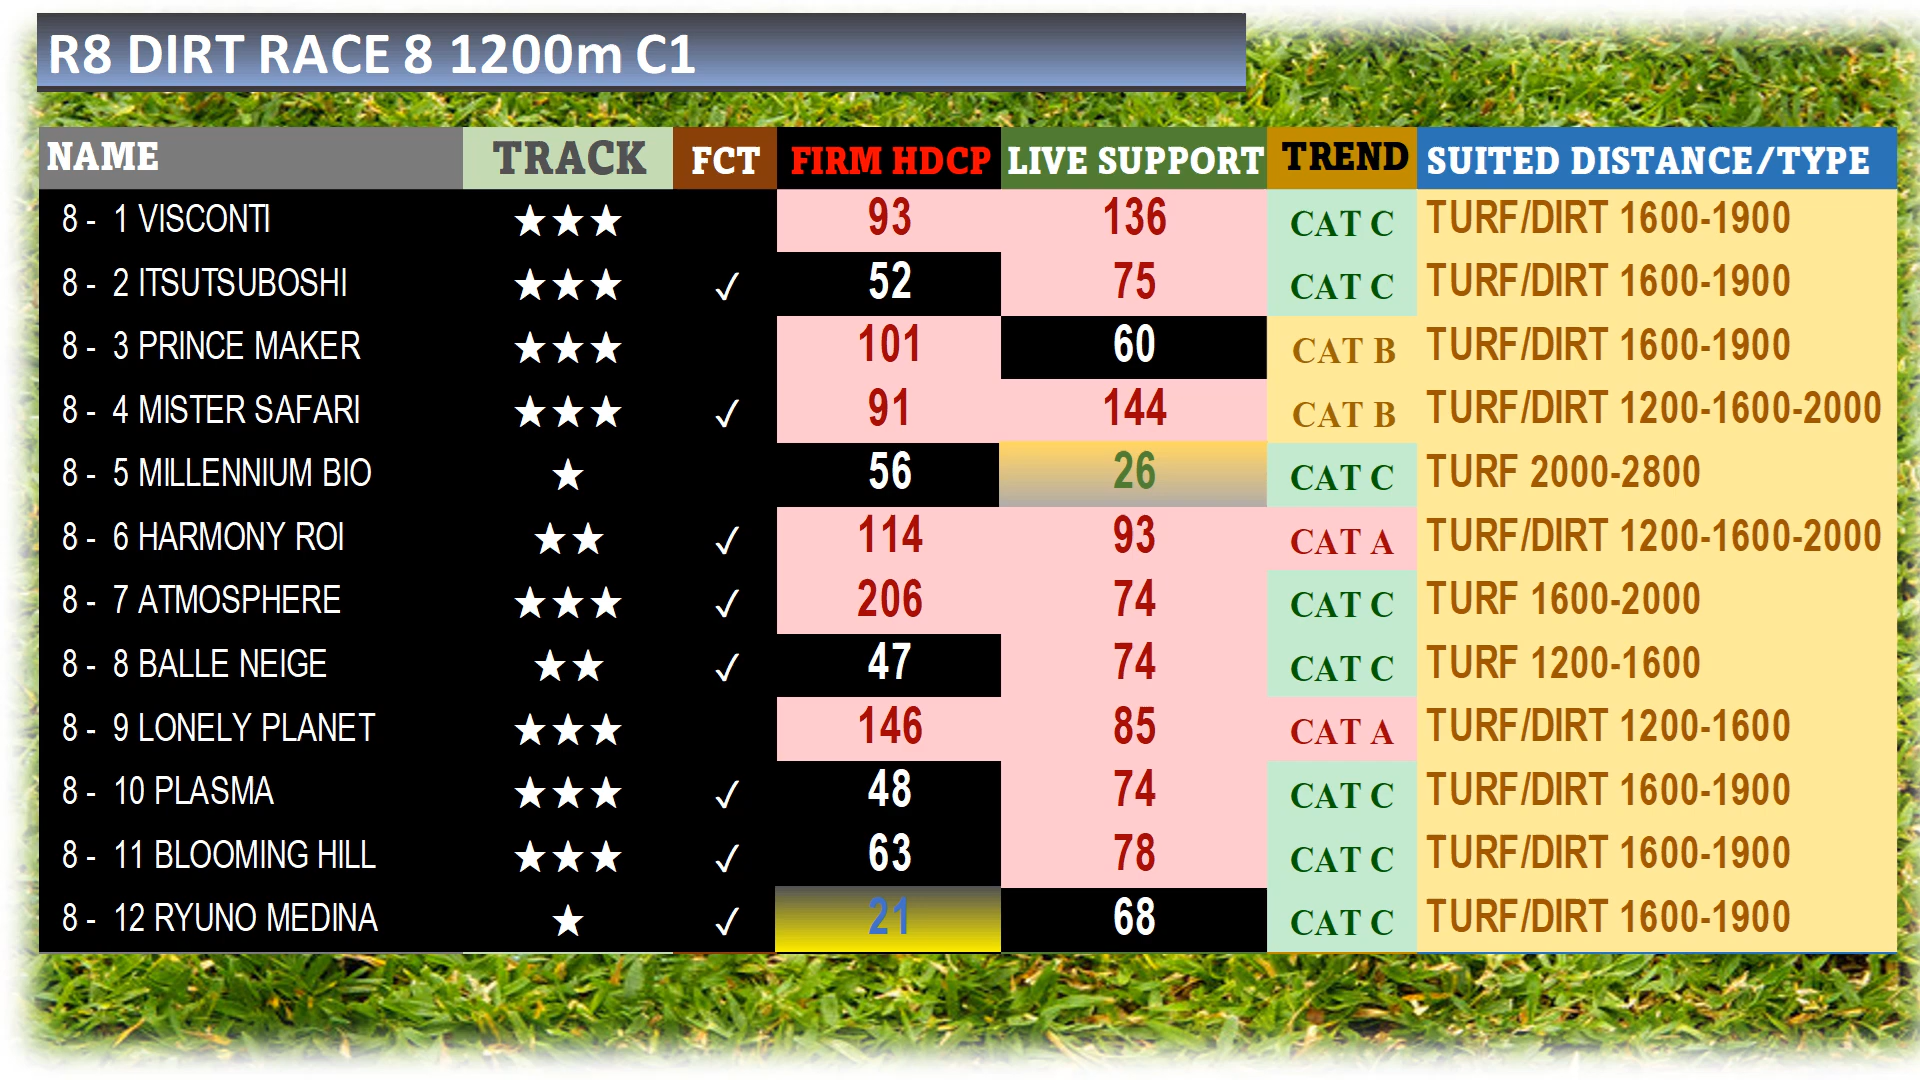 R8 DIRT RACE 8 1200m C1
NAME TRACK FCT FIRM HDCP LIVE SUPPORT TREND SUITED DISTANCE/TYPE
8 - 1 VISCONTI ★★★ 93 136 CAT C TURF/DIRT 1600-1900
8 - 2 ITSUTSUBOSHI ★★★ ✓ 52 75 CAT C TURF/DIRT 1600-1900
8 - 3 PRINCE MAKER ★★★ 101 60 CAT B TURF/DIRT 1600-1900
8 - 4 MISTER SAFARI ★★★ ✓ 91 144 CAT B TURF/DIRT 1200-1600-2000
8 - 5 MILLENNIUM BIO ★ 56 26 CAT C TURF 2000-2800
8 - 6 HARMONY ROI ★★ ✓ 114 93 CAT A TURF/DIRT 1200-1600-2000
8 - 7 ATMOSPHERE ★★★ ✓ 206 74 CAT C TURF 1600-2000
8 - 8 BALLE NEIGE ★★ ✓ 47 74 CAT C TURF 1200-1600
8 - 9 LONELY PLANET ★★★ 146 85 CAT A TURF/DIRT 1200-1600
8 - 10 PLASMA ★★★ ✓ 48 74 CAT C TURF/DIRT 1600-1900
8 - 11 BLOOMING HILL ★★★ ✓ 63 78 CAT C TURF/DIRT 1600-1900
8 - 12 RYUNO MEDINA ★ ✓ 21 68 CAT C TURF/DIRT 1600-1900